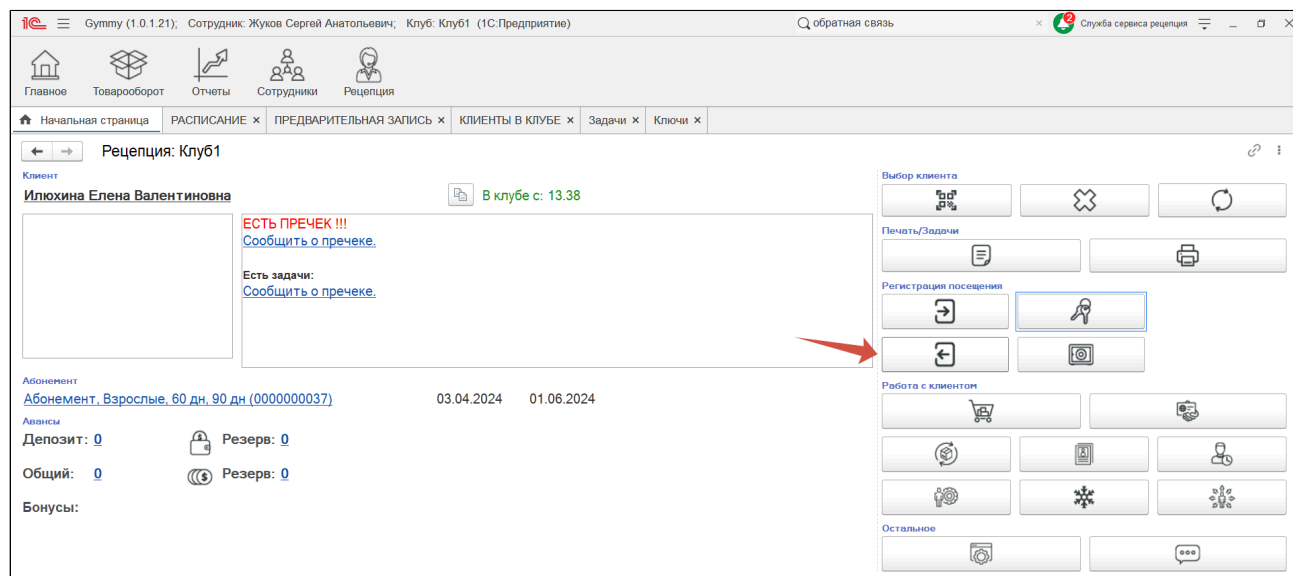 Gymmy (1.0.1.21); Сотрудник: Жуков Сергей Анатольевич; Клуб: Клуб1 (1С:Предприятие) обратная связь × 2 Служба сервиса рецепция
Главное Товарооборот Отчеты Сотрудники Рецепция
Начальная страница РАСПИСАНИЕ × ПРЕДВАРИТЕЛЬНАЯ ЗАПИСЬ × КЛИЕНТЫ В КЛУБЕ × Задачи × Ключи ×
Рецепция: Клуб1
Клиент
Илюхина Елена Валентиновна
В клубе с: 13.38
ЕСТЬ ПРЕЧЕК !!!
Сообщить о пречеке.
Есть задачи:
Сообщить о пречеке.
Абонемент
Абонемент, Взрослые, 60 дн, 90 дн (0000000037) 03.04.2024 01.06.2024
Авансы
Депозит: 0 Резерв: 0
Общий: 0 Резерв: 0
Бонусы:
Выбор клиента
Печать/Задачи
Регистрация посещения
Работа с клиентом
Остальное